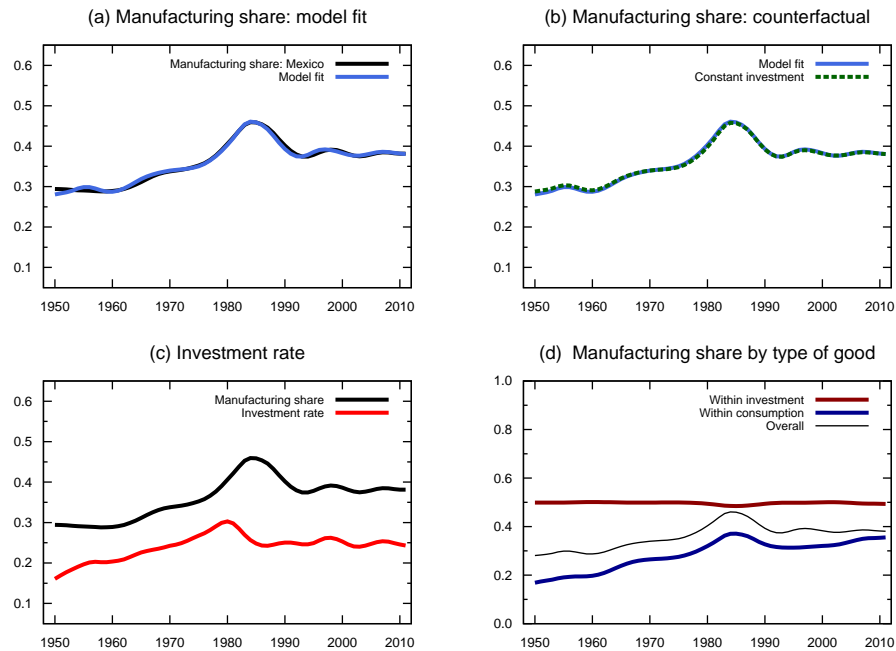 (a) Manufacturing share: model fit
0.6
0.5
0.4
0.3
0.2
0.1
Manufacturing share: Mexico
Model fit
1950 1960 1970 1980 1990 2000 2010
(b) Manufacturing share: counterfactual
0.6
0.5
0.4
0.3
0.2
0.1
Model fit
Constant investment
1950 1960 1970 1980 1990 2000 2010
(c) Investment rate
0.6
0.5
0.4
0.3
0.2
0.1
Manufacturing share
Investment rate
1950 1960 1970 1980 1990 2000 2010
(d) Manufacturing share by type of good
1.0
0.8
0.6
0.4
0.2
0.0
Within investment
Within consumption
Overall
1950 1960 1970 1980 1990 2000 2010